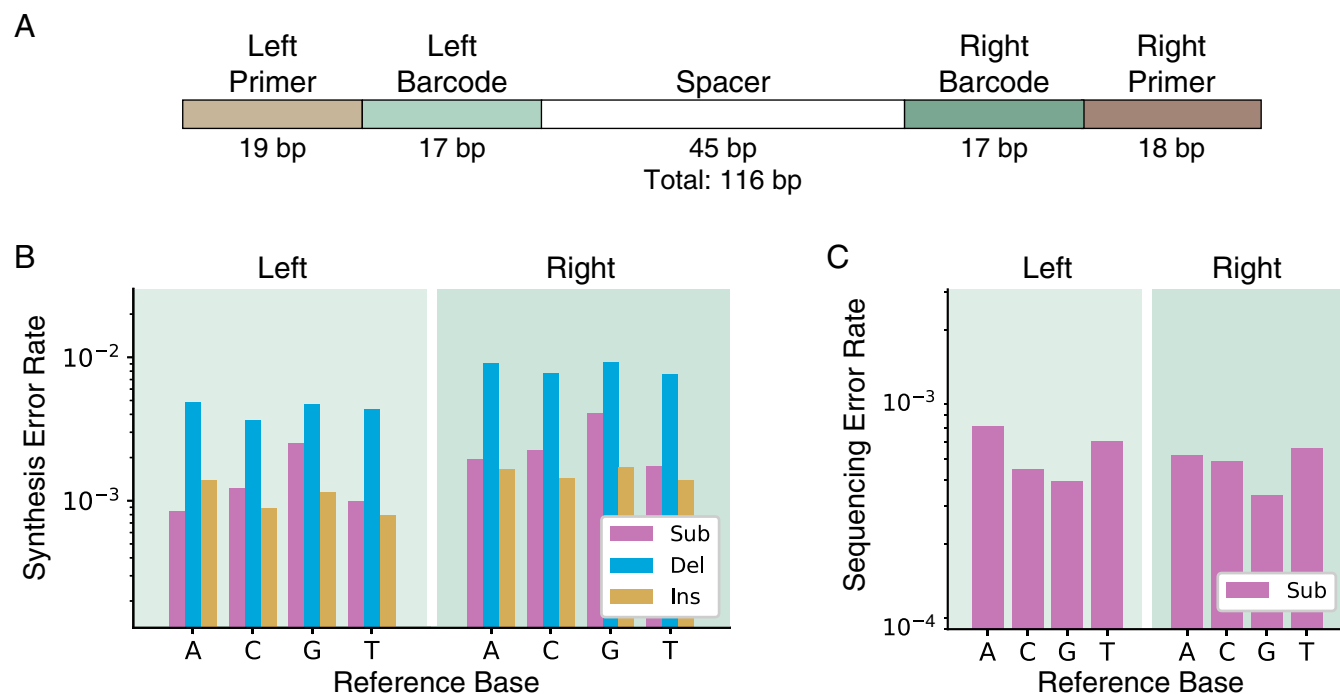 A
Left Primer
Left Barcode
Spacer
Right Barcode
Right Primer
19 bp
17 bp
45 bp
17 bp
18 bp
Total: 116 bp
B
Left
Right
Synthesis Error Rate
10⁻²
10⁻³
Sub
Del
Ins
A C G T
A C G T
Reference Base
C
Left
Right
Sequencing Error Rate
10⁻³
10⁻⁴
Sub
A C G T
A C G T
Reference Base